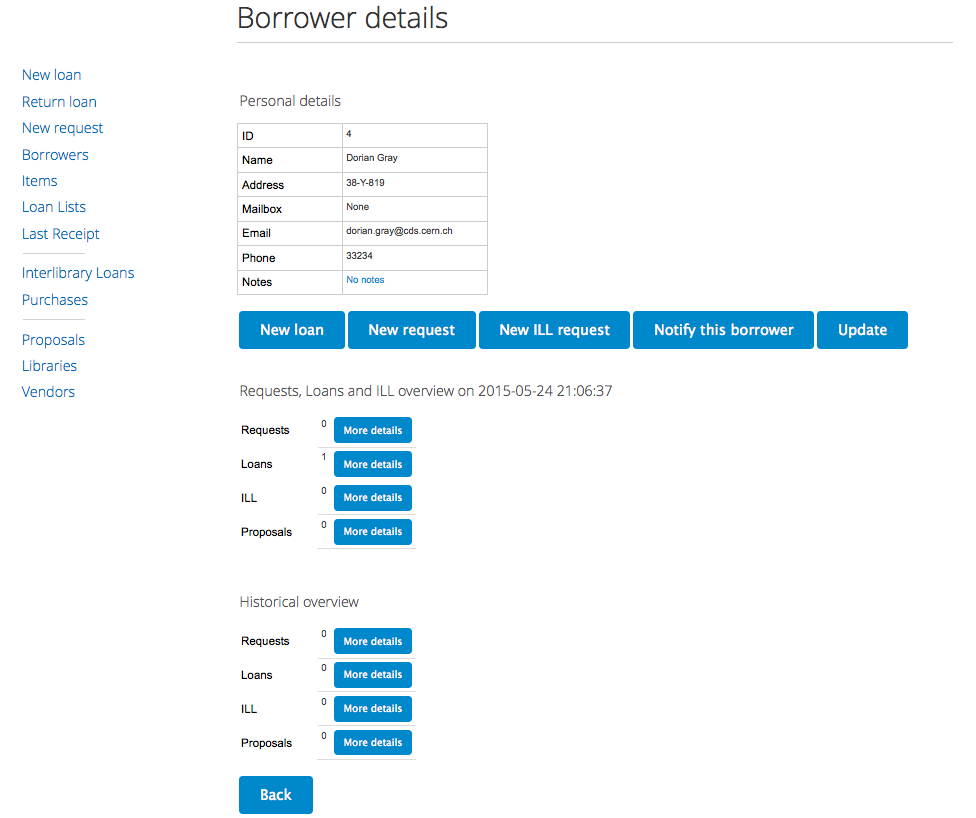 Borrower details
New loan
Return loan
New request
Borrowers
Items
Loan Lists
Last Receipt
Interlibrary Loans
Purchases
Proposals
Libraries
Vendors
Personal details
ID 4
Name Dorian Gray
Address 38-Y-819
Mailbox None
Email dorian.gray@cds.cern.ch
Phone 33234
Notes No notes
New loan New request New ILL request Notify this borrower Update
Requests, Loans and ILL overview on 2015-05-24 21:06:37
Requests 0 More details
Loans 1 More details
ILL 0 More details
Proposals 0 More details
Historical overview
Requests 0 More details
Loans 0 More details
ILL 0 More details
Proposals 0 More details
Back